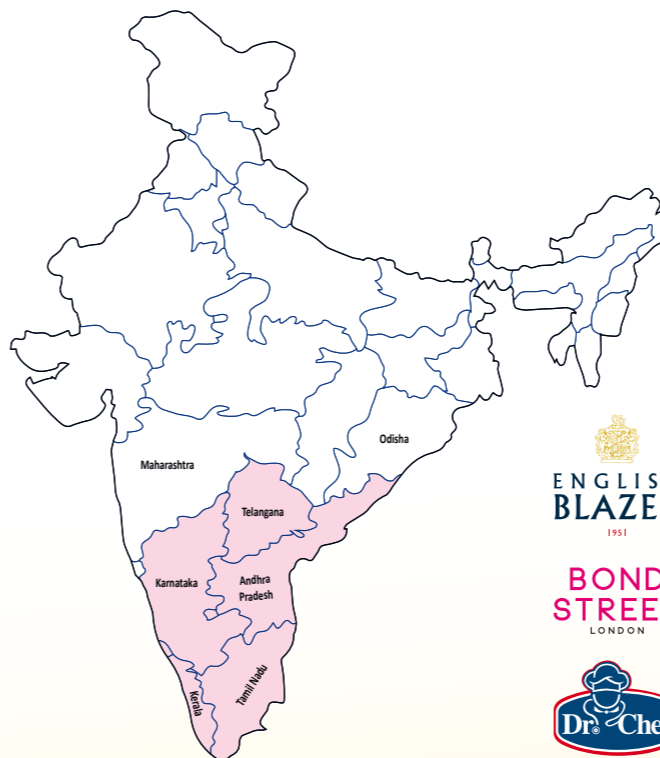 Odisha
Maharashtra
Telangana
Karnataka
Andhra
Pradesh
Kerala
Tamil Nadu
ENGLIS
BLAZE
1951
BOND
STREE
LONDON
Dr. Che